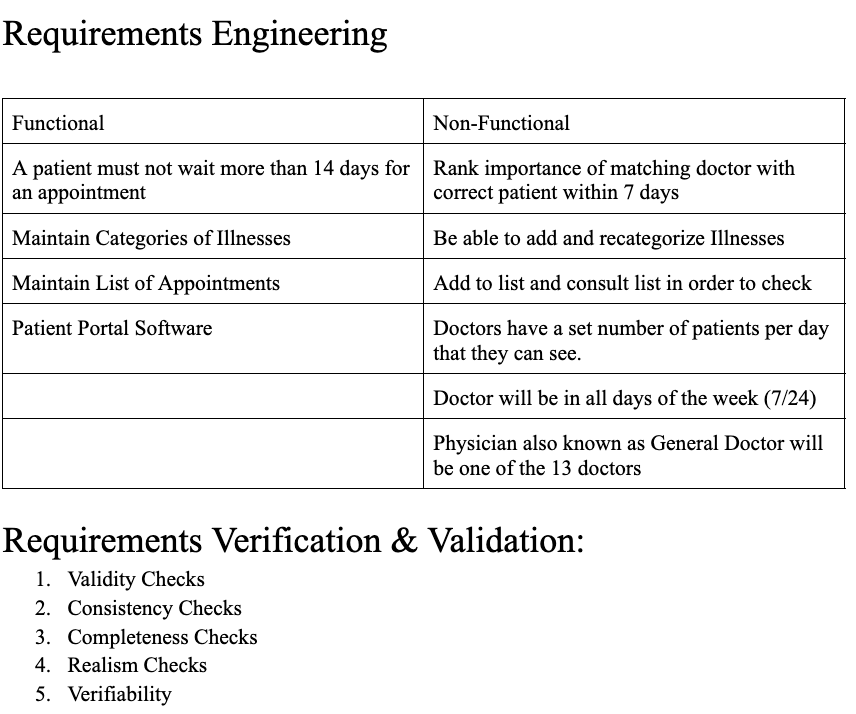 Requirements Engineering
Functional
Non-Functional
A patient must not wait more than 14 days for
an appointment
Rank importance of matching doctor with
correct patient within 7 days
Maintain Categories of Illnesses
Be able to add and recategorize Illnesses
Maintain List of Appointments
Add to list and consult list in order to check
Patient Portal Software
Doctors have a set number of patients per day
that they can see.
Doctor will be in all days of the week (7/24)
Physician also known as General Doctor will
be one of the 13 doctors
Requirements Verification & Validation:
1. Validity Checks
2. Consistency Checks
3. Completeness Checks
4. Realism Checks
5. Verifiability